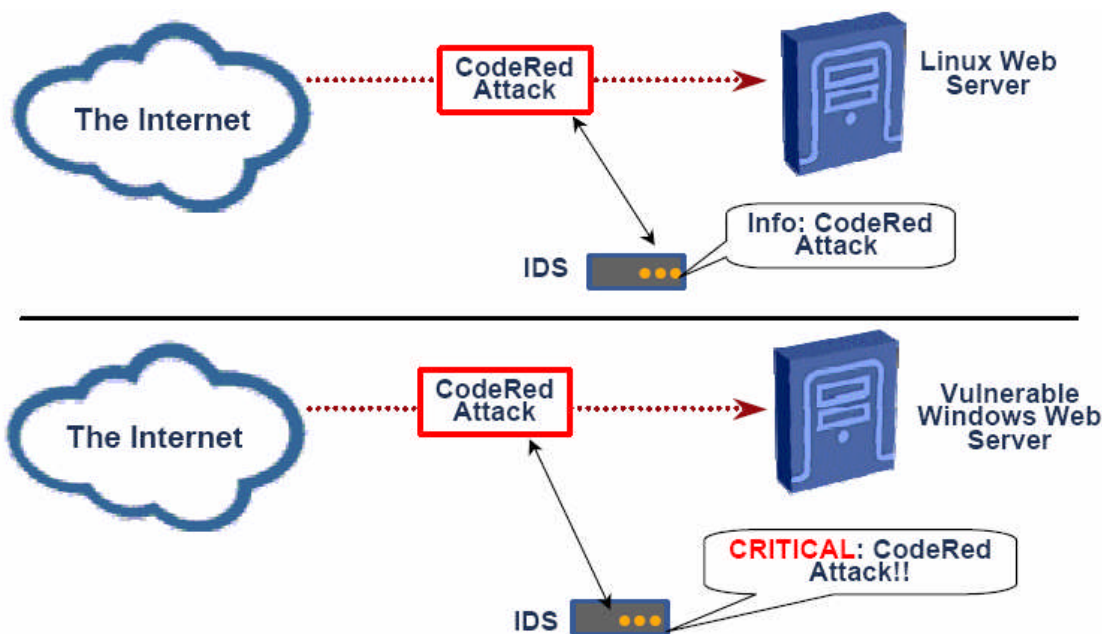 The Internet
CodeRed
Attack
Linux Web
Server
IDS
Info: CodeRed
Attack
The Internet
CodeRed
Attack
Vulnerable
Windows Web
Server
IDS
CRITICAL: CodeRed
Attack!!